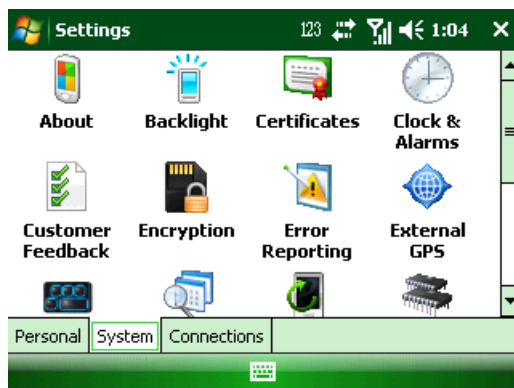 Settings 123 1:04
About Backlight Certificates Clock &
Alarms
Customer Encryption Error External
Feedback Reporting GPS
Personal System Connections